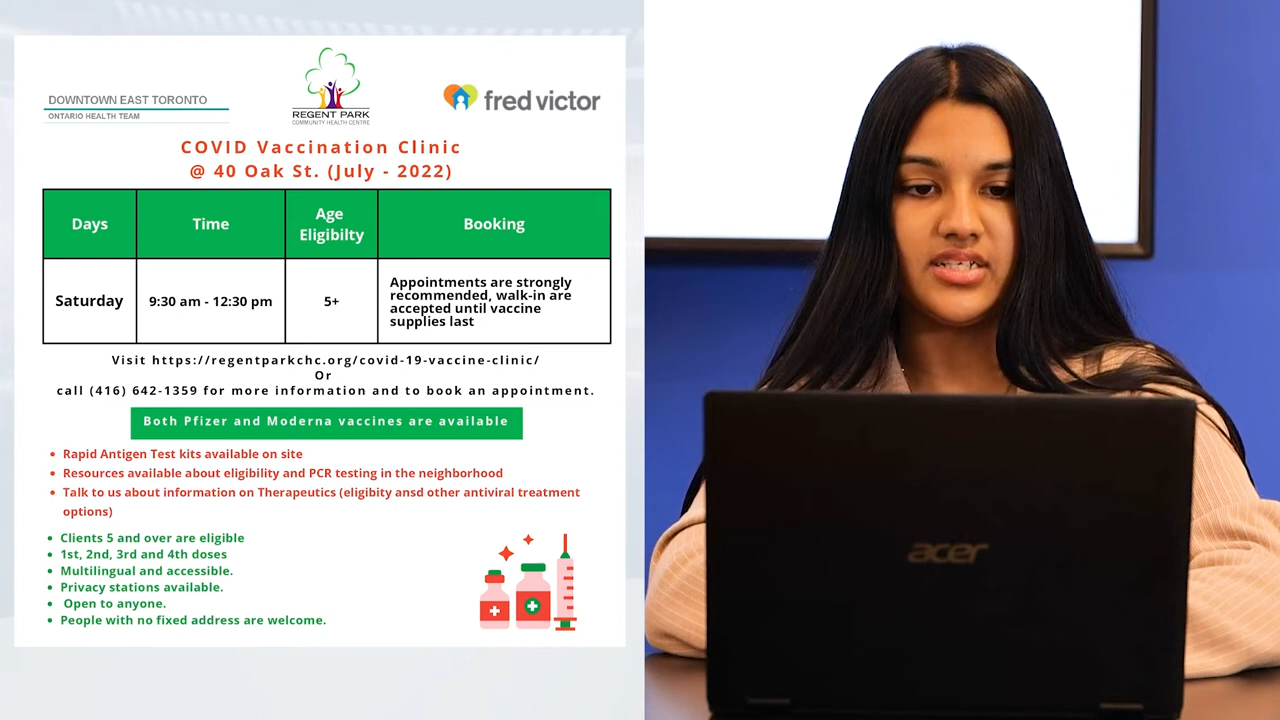 DOWNTOWN EAST TORONTO
ONTARIO HEALTH TEAM
REGENT PARK
COMMUNITY HEALTH CENTRE
fred victor
COVID Vaccination Clinic
@ 40 Oak St. (July - 2022)
Days
Time
Age
Eligibilty
Booking
Saturday
9:30 am - 12:30 pm
5+
Appointments are strongly
recommended, walk-in are
accepted until vaccine
supplies last
Visit https://regentparkchc.org/covid-19-vaccine-clinic/
Or
call (416) 642-1359 for more information and to book an appointment.
Both Pfizer and Moderna vaccines are available
• Rapid Antigen Test kits available on site
• Resources available about eligibility and PCR testing in the neighborhood
• Talk to us about information on Therapeutics (eligibity ansd other antiviral treatment
options)
• Clients 5 and over are eligible
• 1st, 2nd, 3rd and 4th doses
• Multilingual and accessible.
• Privacy stations available.
• Open to anyone.
• People with no fixed address are welcome.
acer